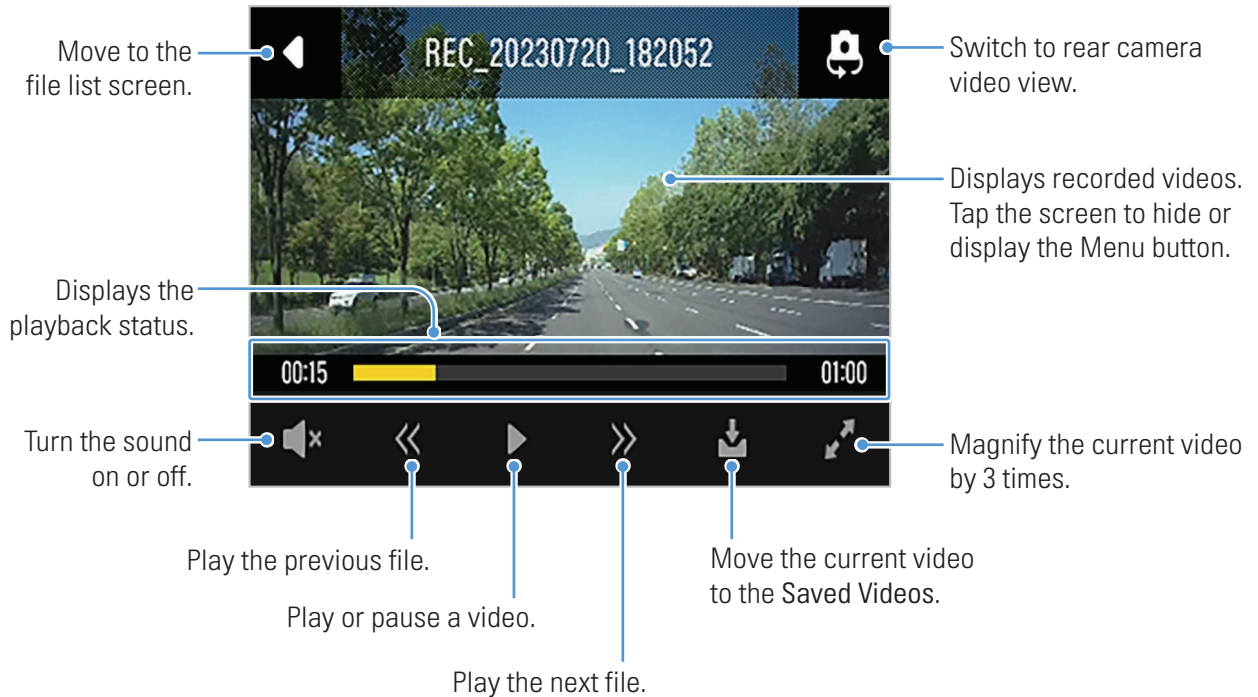 Move to the
file list screen.
REC_20230720_182052
Switch to rear camera
video view.
Displays recorded videos.
Tap the screen to hide or
display the Menu button.
Displays the
playback status.
00:15
01:00
Turn the sound
on or off.
Magnify the current video
by 3 times.
Play the previous file.
Move the current video
to the Saved Videos.
Play or pause a video.
Play the next file.